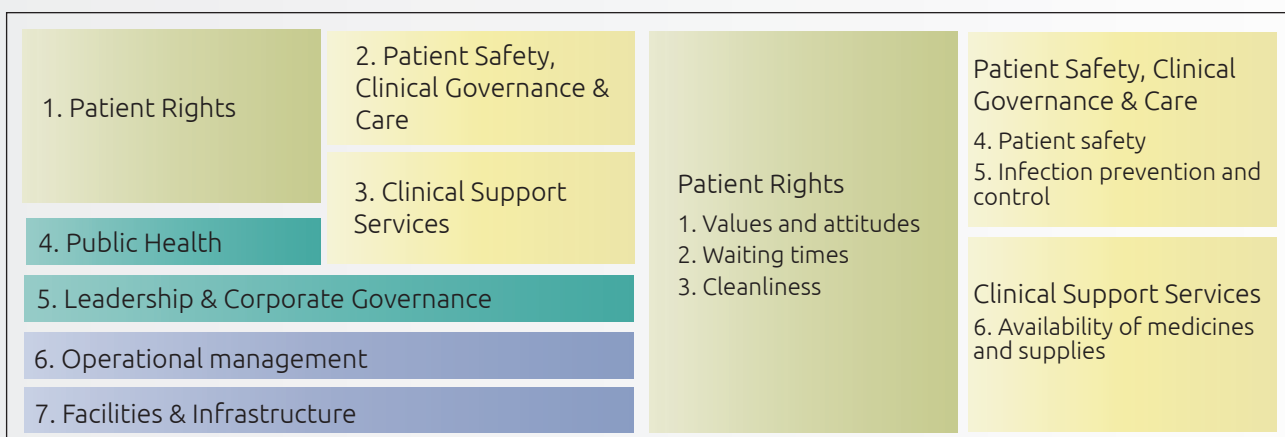 1. Patient Rights
2. Patient Safety,
Clinical Governance &
Care
3. Clinical Support
Services
4. Public Health
5. Leadership & Corporate Governance
6. Operational management
7. Facilities & Infrastructure
Patient Rights
1. Values and attitudes
2. Waiting times
3. Cleanliness
Patient Safety, Clinical
Governance & Care
4. Patient safety
5. Infection prevention and
control
Clinical Support Services
6. Availability of medicines
and supplies